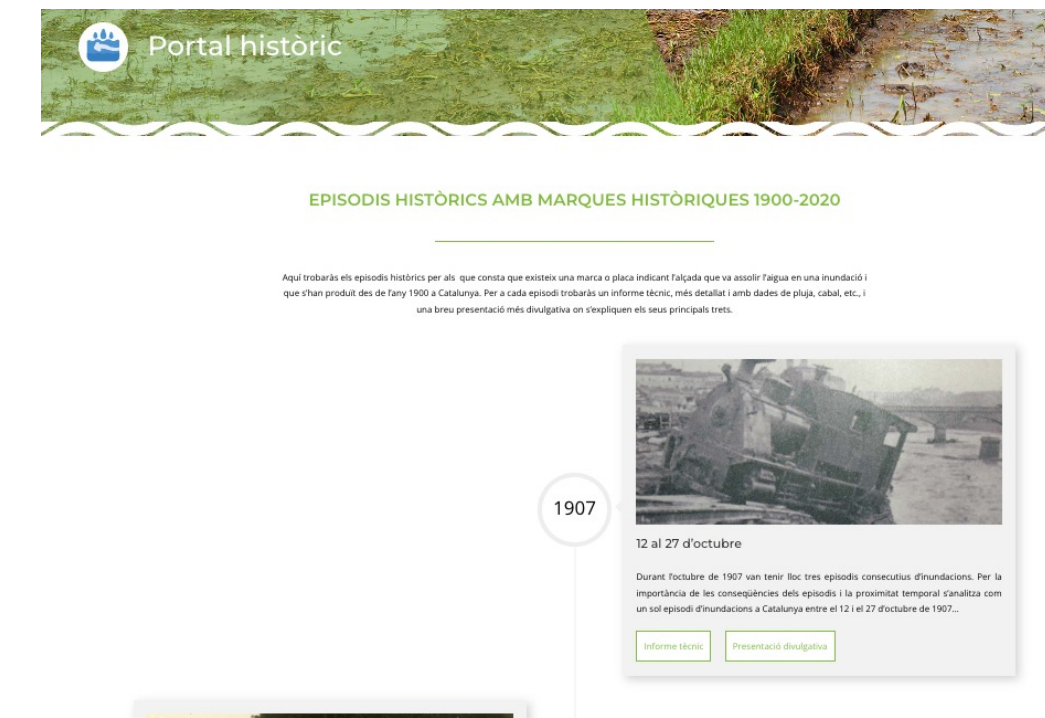 Portal històric
EPISODIS HISTÒRICS AMB MARQUES HISTÒRIQUES 1900-2020
Aquí trobaràs els episodis històrics per als que consta que existeix una marca o placa indicant l'alçada que va assolir l'aigua en una inundació i
que s'han produït des de l'any 1900 a Catalunya. Per a cada episodi trobaràs un informe tècnic, més detallat i amb dades de pluja, cabal, etc., i
una breu presentació més divulgativa on s'expliquen els seus principals trets.
1907
12 al 27 d'octubre
Durant l'octubre de 1907 van tenir lloc tres episodis consecutius d'inundacions. Per la
importància de les conseqüències dels episodis i la proximitat temporal s'analitza com
un sol episodi d'inundacions a Catalunya entre el 12 i el 27 d'octubre de 1907...
Informe tècnic
Presentació divulgativa